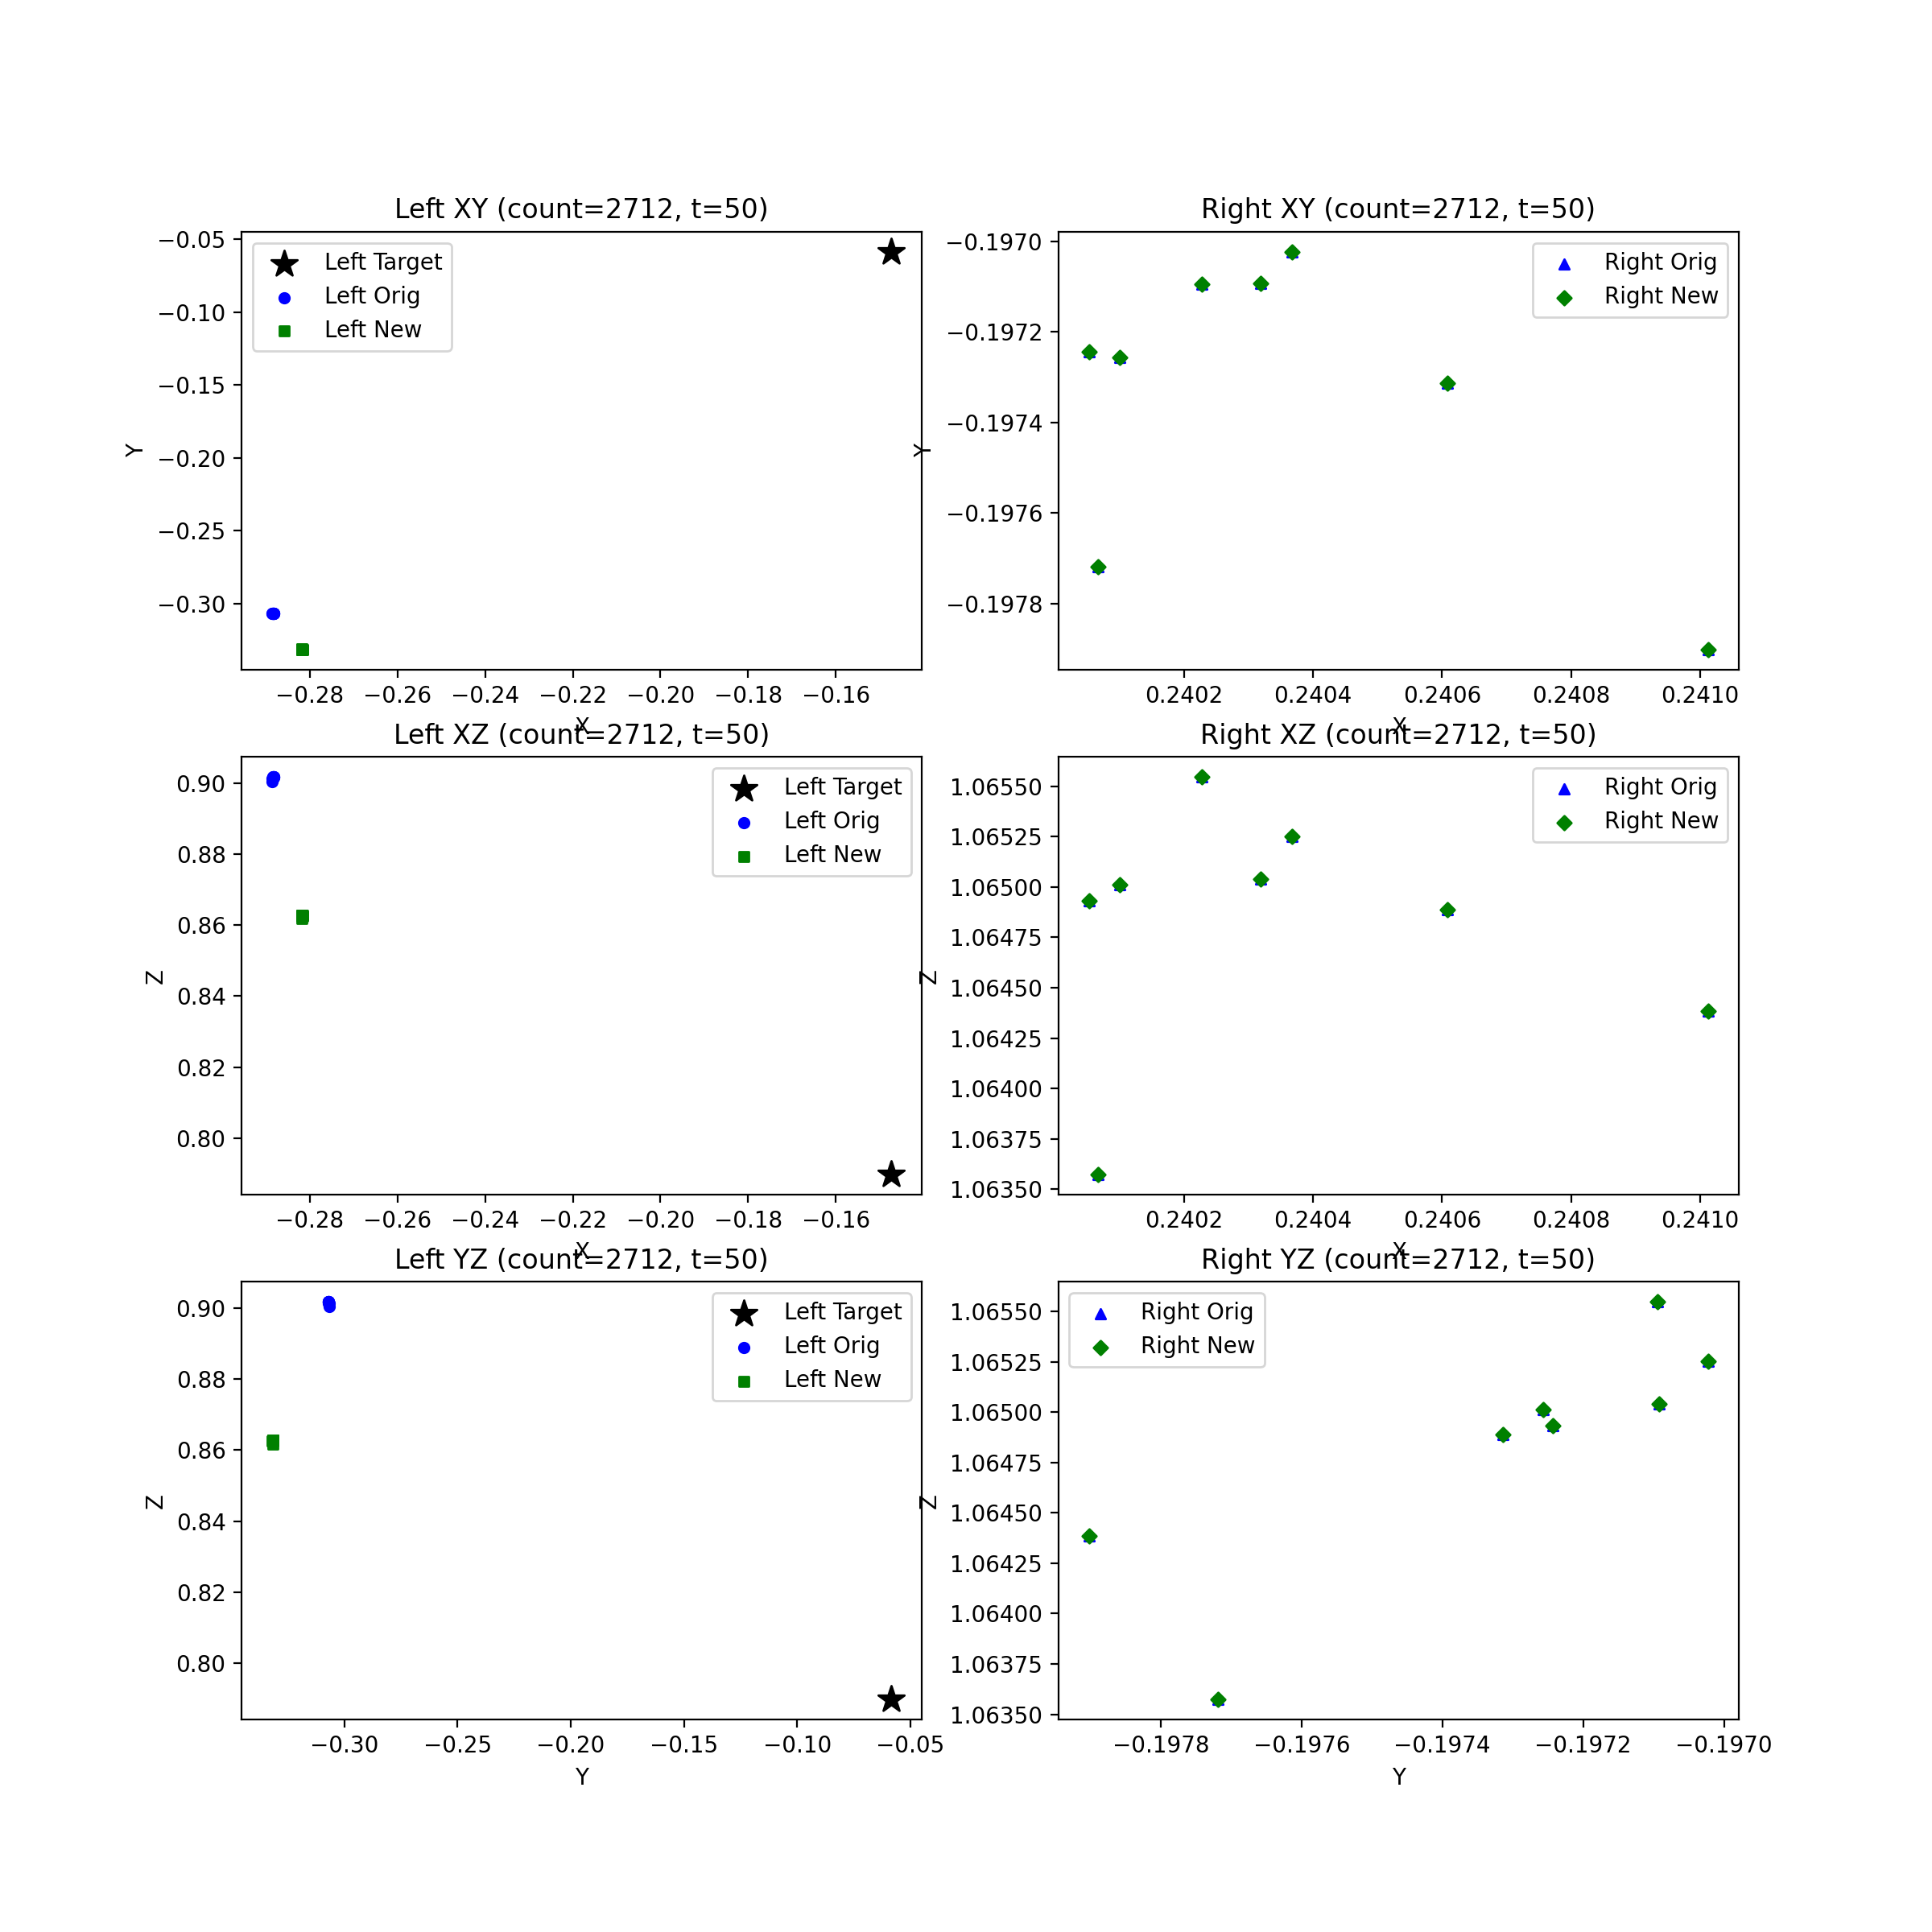 Left XY (count=2712, t=50)
−0.05
−0.10
−0.15
−0.20
−0.25
−0.30
Y
Left Target
Left Orig
Left New
−0.28 −0.26 −0.24 −0.22 −0.20 −0.18 −0.16
X
Right XY (count=2712, t=50)
−0.1970
−0.1972
−0.1974
−0.1976
−0.1978
Y
Right Orig
Right New
0.2402 0.2404 0.2406 0.2408 0.2410
X
Left XZ (count=2712, t=50)
0.90
0.88
0.86
0.84
0.82
0.80
Z
Left Target
Left Orig
Left New
−0.28 −0.26 −0.24 −0.22 −0.20 −0.18 −0.16
X
Right XZ (count=2712, t=50)
1.06550
1.06525
1.06500
1.06475
1.06450
1.06425
1.06400
1.06375
1.06350
Z
Right Orig
Right New
0.2402 0.2404 0.2406 0.2408 0.2410
X
Left YZ (count=2712, t=50)
0.90
0.88
0.86
0.84
0.82
0.80
Z
Left Target
Left Orig
Left New
−0.30 −0.25 −0.20 −0.15 −0.10 −0.05
Y
Right YZ (count=2712, t=50)
1.06550
1.06525
1.06500
1.06475
1.06450
1.06425
1.06400
1.06375
1.06350
Z
Right Orig
Right New
−0.1978 −0.1976 −0.1974 −0.1972 −0.1970
Y